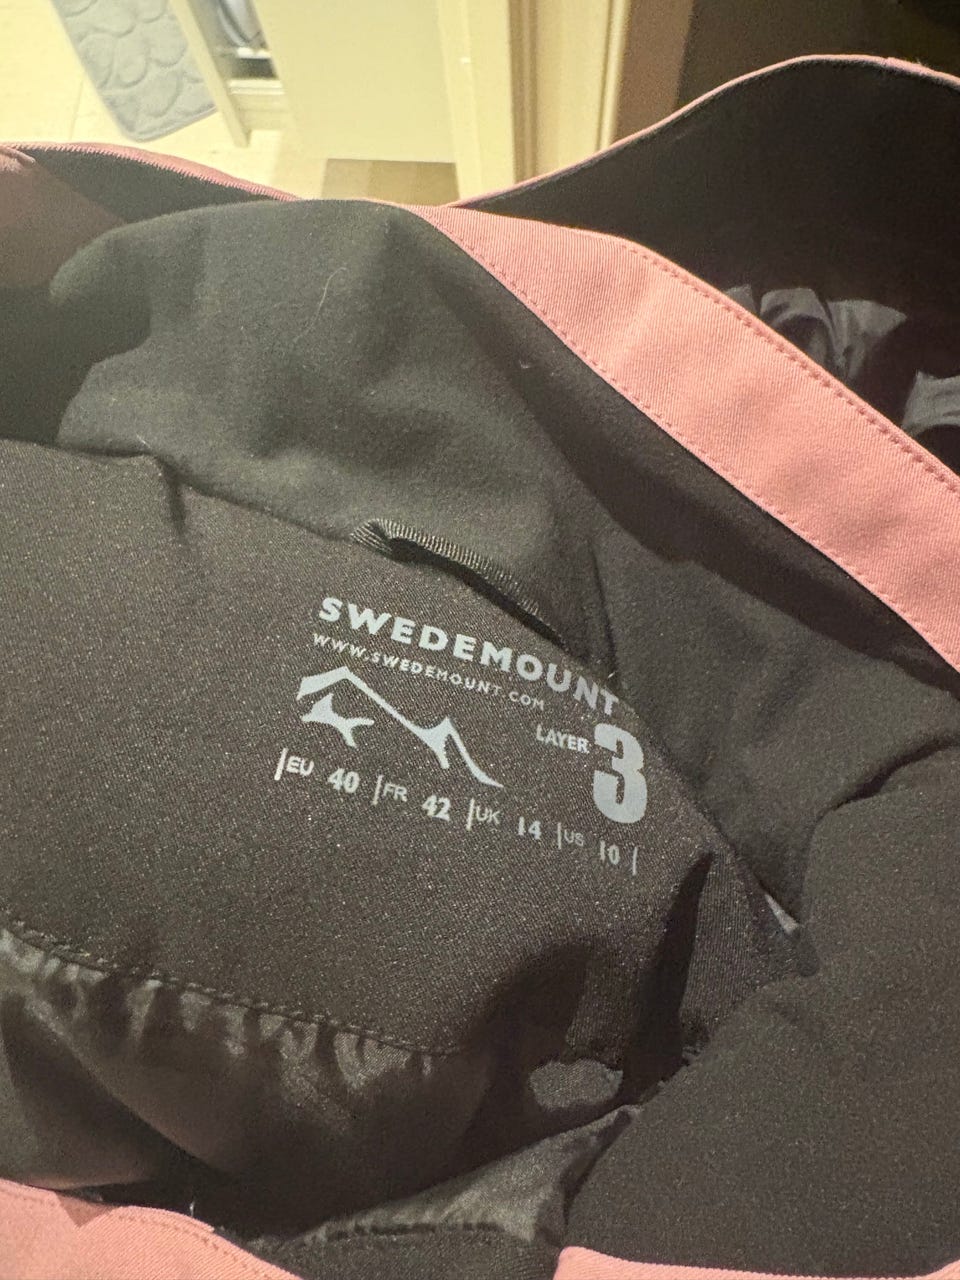 SWEDEMOUNT
WWW.SWEDEMOUNT.COM
LAYER 3
|EU 40 |FR 42 |UK 14 |US 10 |